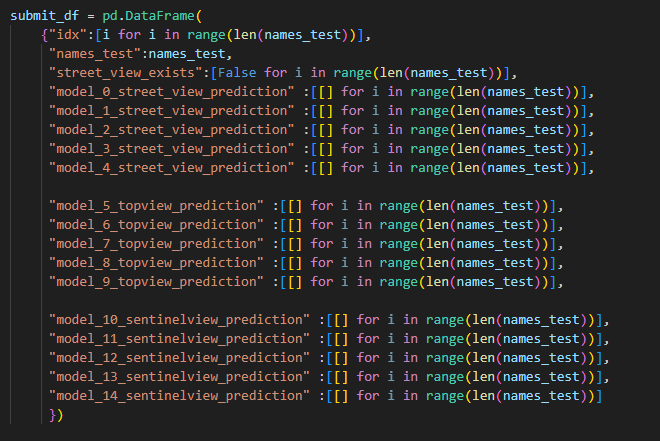 submit_df = pd.DataFrame(
    {"idx":[i for i in range(len(names_test))],
     "names_test":names_test,
     "street_view_exists":[False for i in range(len(names_test))],
     "model_0_street_view_prediction" :[[] for i in range(len(names_test))],
     "model_1_street_view_prediction" :[[] for i in range(len(names_test))],
     "model_2_street_view_prediction" :[[] for i in range(len(names_test))],
     "model_3_street_view_prediction" :[[] for i in range(len(names_test))],
     "model_4_street_view_prediction" :[[] for i in range(len(names_test))],

     "model_5_topview_prediction" :[[] for i in range(len(names_test))],
     "model_6_topview_prediction" :[[] for i in range(len(names_test))],
     "model_7_topview_prediction" :[[] for i in range(len(names_test))],
     "model_8_topview_prediction" :[[] for i in range(len(names_test))],
     "model_9_topview_prediction" :[[] for i in range(len(names_test))],

     "model_10_sentinelview_prediction" :[[] for i in range(len(names_test))],
     "model_11_sentinelview_prediction" :[[] for i in range(len(names_test))],
     "model_12_sentinelview_prediction" :[[] for i in range(len(names_test))],
     "model_13_sentinelview_prediction" :[[] for i in range(len(names_test))],
     "model_14_sentinelview_prediction" :[[] for i in range(len(names_test))]
     })